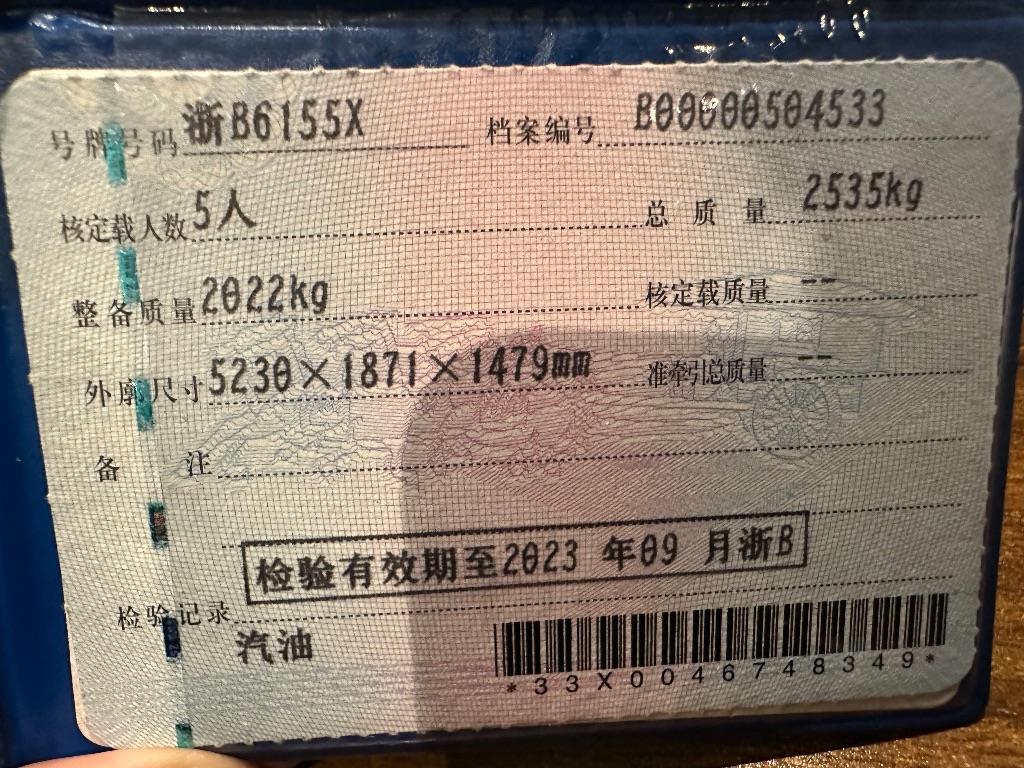 号牌号码 浙B6155X 档案编号 B00000504533
核定载人数 5人 总质量 2535kg
整备质量 2022kg 核定载质量 --
外廓尺寸 5230×1871×1479mm 准牵引总质量 --
备注
检验有效期至2023 年09 月浙B
检验记录
汽油
*33X0046748349*